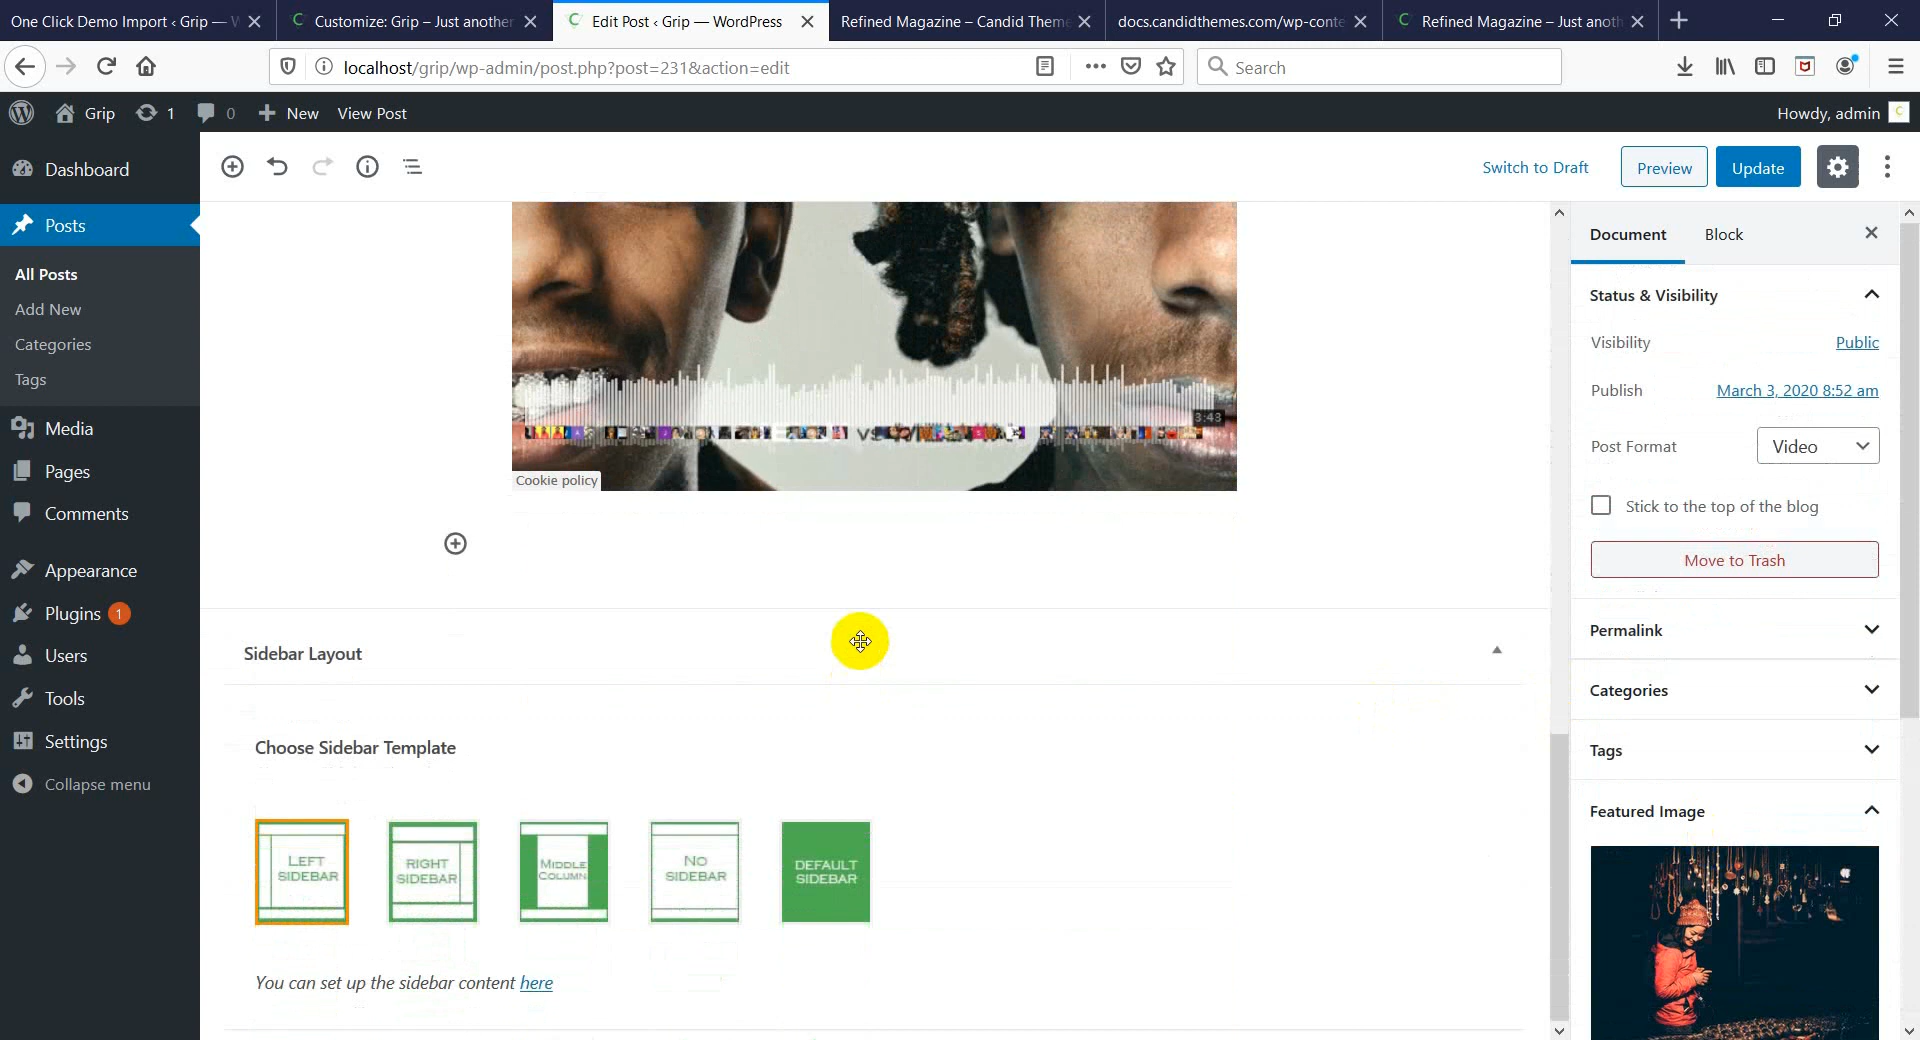 One Click Demo Import ‹ Grip — W
Customize: Grip – Just another
Edit Post ‹ Grip — WordPress
Refined Magazine – Candid Theme
docs.candidthemes.com/wp-conte
Refined Magazine – Just anoth
localhost/grip/wp-admin/post.php?post=231&action=edit
Search
Grip
1
0
New
View Post
Howdy, admin
Dashboard
Posts
All Posts
Add New
Categories
Tags
Media
Pages
Comments
Appearance
Plugins 1
Users
Tools
Settings
Collapse menu
Switch to Draft
Preview
Update
3:43
VS
Cookie policy
Sidebar Layout
Choose Sidebar Template
LEFT
SIDEBAR
RIGHT
SIDEBAR
MIDDLE
COLUMN
NO
SIDEBAR
DEFAULT
SIDEBAR
You can set up the sidebar content here
Document
Block
Status & Visibility
Visibility
Public
Publish
March 3, 2020 8:52 am
Post Format
Video
Stick to the top of the blog
Move to Trash
Permalink
Categories
Tags
Featured Image